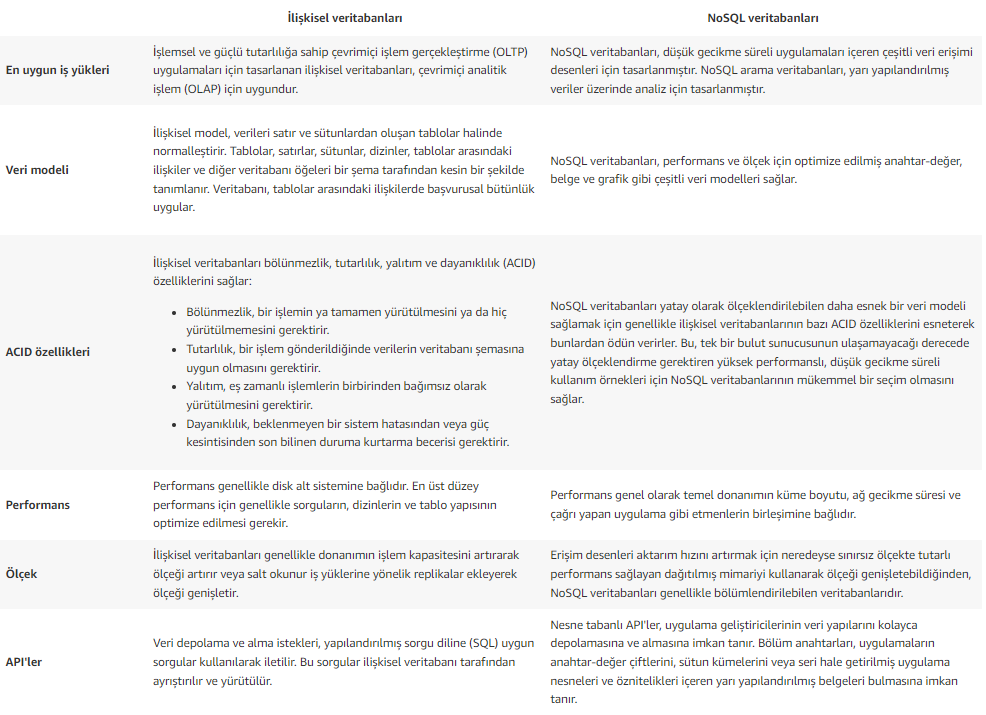 İlişkisel veritabanları
NoSQL veritabanları
En uygun iş yükleri
İşlemsel ve güçlü tutarlılığa sahip çevrimiçi işlem gerçekleştirme (OLTP)
uygulamaları için tasarlanan ilişkisel veritabanları, çevrimiçi analitik
işlem (OLAP) için uygundur.
NoSQL veritabanları, düşük gecikme süreli uygulamaları içeren çeşitli veri erişimi
desenleri için tasarlanmıştır. NoSQL arama veritabanları, yarı yapılandırılmış
veriler üzerinde analiz için tasarlanmıştır.
Veri modeli
İlişkisel model, verileri satır ve sütunlardan oluşan tablolar halinde
normalleştirir. Tablolar, satırlar, sütunlar, dizinler, tablolar arasındaki
ilişkiler ve diğer veritabanı öğeleri bir şema tarafından kesin bir şekilde
tanımlanır. Veritabanı, tablolar arasındaki ilişkilerde başvurusal bütünlük
uygular.
NoSQL veritabanları, performans ve ölçek için optimize edilmiş anahtar-değer,
belge ve grafik gibi çeşitli veri modelleri sağlar.
ACID özellikleri
İlişkisel veritabanları bölünmezlik, tutarlılık, yalıtım ve dayanıklılık (ACID)
özelliklerini sağlar:
• Bölünmezlik, bir işlemin ya tamamen yürütülmesini ya da hiç
yürütülmemesini gerektirir.
• Tutarlılık, bir işlem gönderildiğinde verilerin veritabanı şemasına
uygun olmasını gerektirir.
• Yalıtım, eş zamanlı işlemlerin birbirinden bağımsız olarak
yürütülmesini gerektirir.
• Dayanıklılık, beklenmeyen bir sistem hatasından veya güç
kesintisinden son bilinen duruma kurtarma becerisi gerektirir.
NoSQL veritabanları yatay olarak ölçeklendirilebilen daha esnek bir veri modeli
sağlamak için genellikle ilişkisel veritabanlarının bazı ACID özelliklerini esneterek
bunlardan ödün verirler. Bu, tek bir bulut sunucusunun ulaşamayacağı derecede
yatay ölçeklendirme gerektiren yüksek performanslı, düşük gecikme süreli
kullanım örnekleri için NoSQL veritabanlarının mükemmel bir seçim olmasını
sağlar.
Performans
Performans genellikle disk alt sistemine bağlıdır. En üst düzey
performans için genellikle sorguların, dizinlerin ve tablo yapısının
optimize edilmesi gerekir.
Performans genel olarak temel donanımın küme boyutu, ağ gecikme süresi ve
çağrı yapan uygulama gibi etmenlerin birleşimine bağlıdır.
Ölçek
İlişkisel veritabanları genellikle donanımın işlem kapasitesini artırarak
ölçeği artırır veya salt okunur iş yüklerine yönelik replikalar ekleyerek
ölçeği genişletir.
Erişim desenleri aktarım hızını artırmak için neredeyse sınırsız ölçekte tutarlı
performans sağlayan dağıtılmış mimariyi kullanarak ölçeği genişletebildiğinden,
NoSQL veritabanları genellikle bölümlendirilebilen veritabanlarıdır.
API'ler
Veri depolama ve alma istekleri, yapılandırılmış sorgu diline (SQL) uygun
sorgular kullanılarak iletilir. Bu sorgular ilişkisel veritabanı tarafından
ayrıştırılır ve yürütülür.
Nesne tabanlı API'ler, uygulama geliştiricilerinin veri yapılarını kolayca
depolamasına ve almasına imkan tanır. Bölüm anahtarları, uygulamaların
anahtar-değer çiftlerini, sütun kümelerini veya seri hale getirilmiş uygulama
nesneleri ve öznitelikleri içeren yarı yapılandırılmış belgeleri bulmasına imkan
tanır.